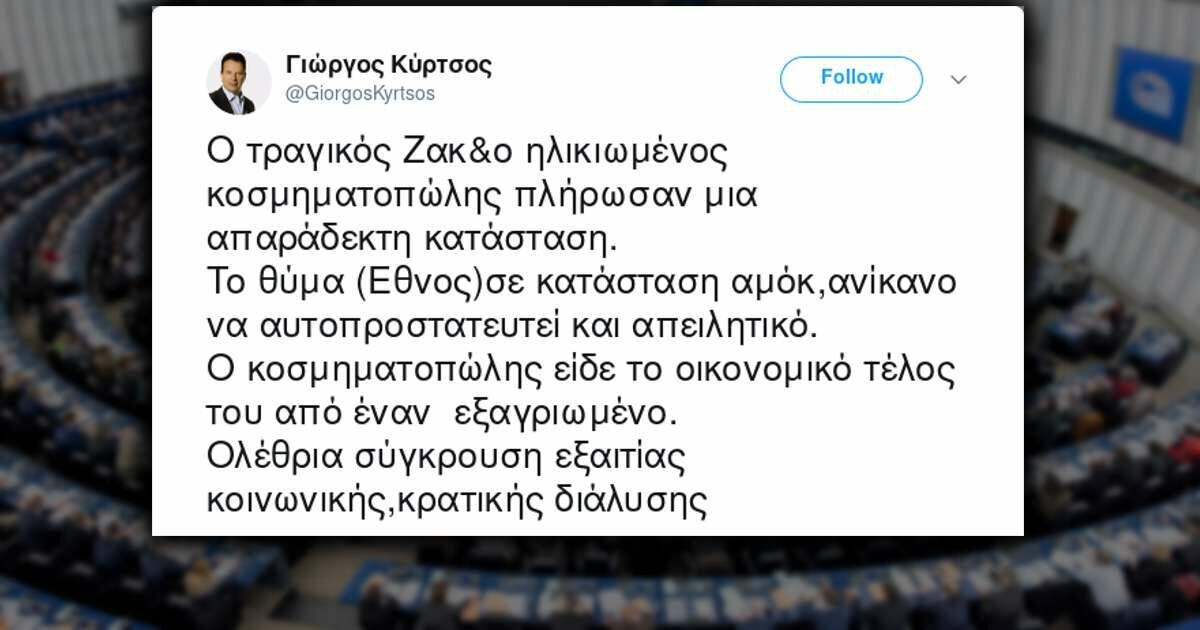 Γιώργος Κύρτσος
@GiorgosKyrtsos
Follow
Ο τραγικός Ζακ&ο ηλικιωμένος
κοσμηματοπώλης πλήρωσαν μια
απαράδεκτη κατάσταση.
Το θύμα (Εθνος)σε κατάσταση αμόκ,ανίκανο
να αυτοπροστατευτεί και απειλητικό.
Ο κοσμηματοπώλης είδε το οικονομικό τέλος
του από έναν  εξαγριωμένο.
Ολέθρια σύγκρουση εξαιτίας
κοινωνικής,κρατικής διάλυσης